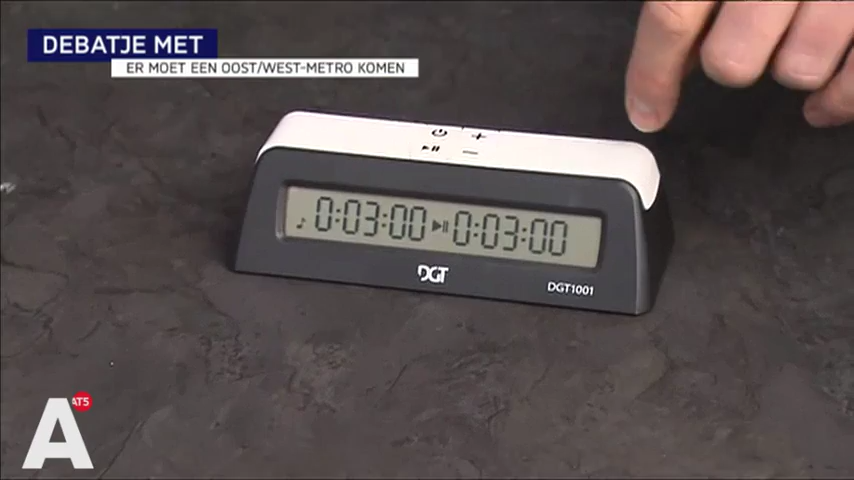 DEBATJE MET
ER MOET EEN OOST/WEST-METRO KOMEN
0:03:00 0:03:00
DGT
DGT1001
A
AT5